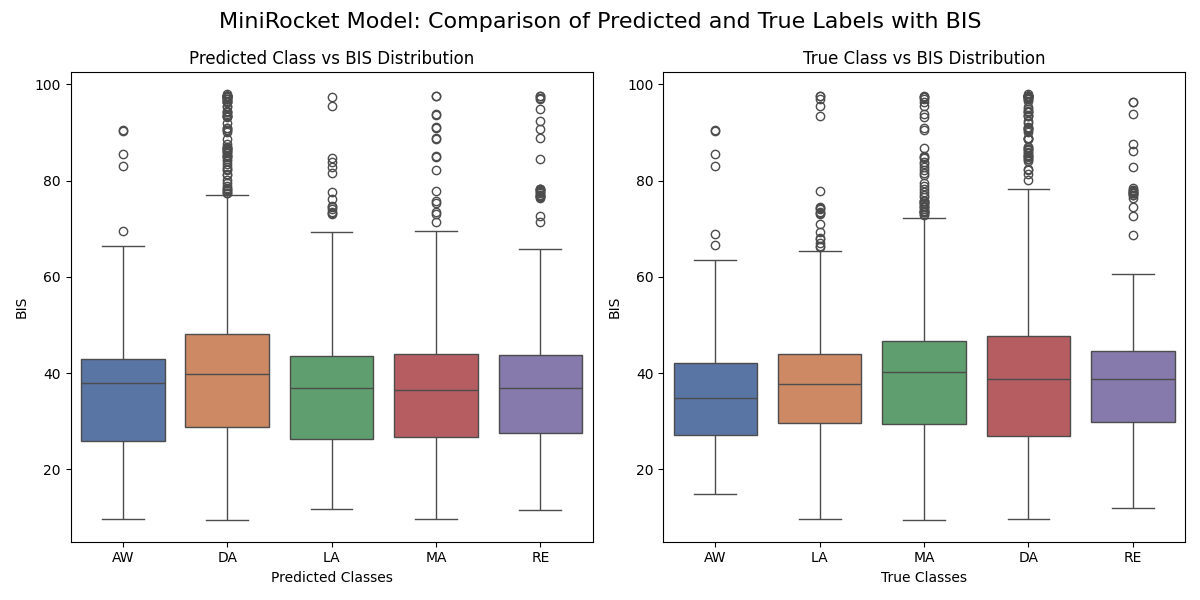 MiniRocket Model: Comparison of Predicted and True Labels with BIS
Predicted Class vs BIS Distribution
100
80
60
40
20
BIS
AW DA LA MA RE
Predicted Classes
True Class vs BIS Distribution
100
80
60
40
20
BIS
AW LA MA DA RE
True Classes